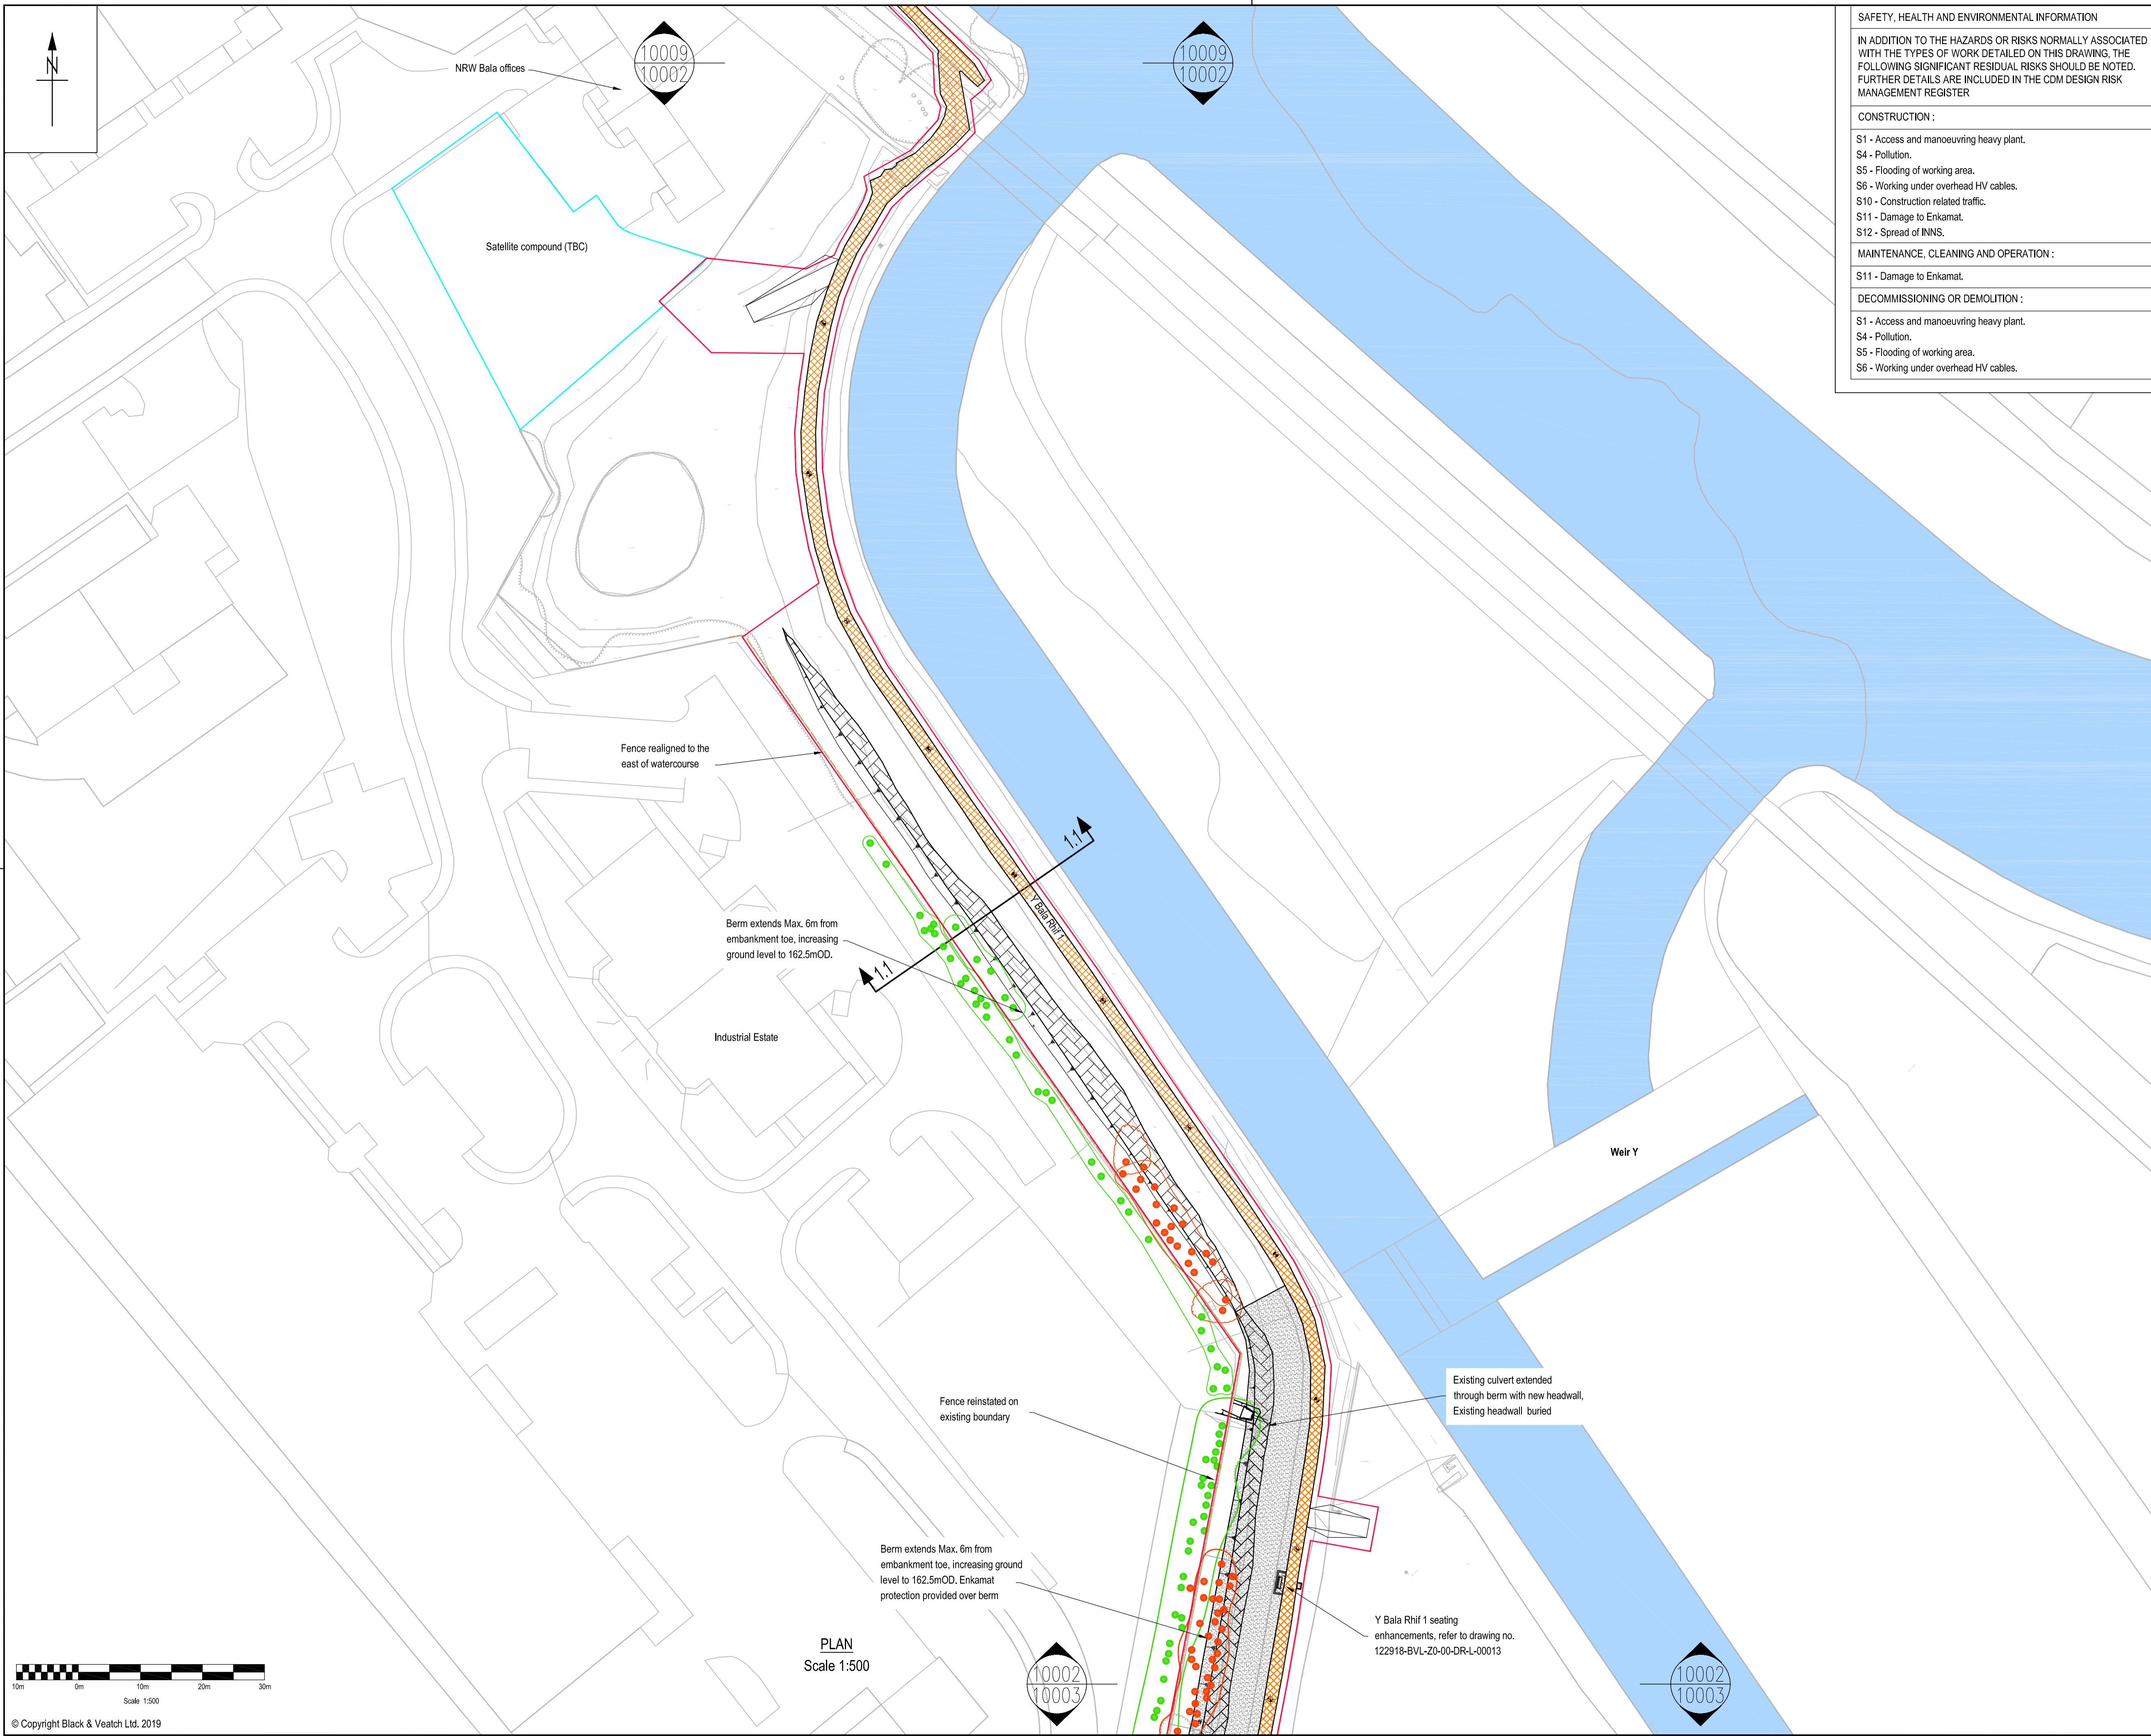 N
NRW Bala offices
10009
10002
10009
10002
SAFETY, HEALTH AND ENVIRONMENTAL INFORMATION
IN ADDITION TO THE HAZARDS OR RISKS NORMALLY ASSOCIATED
WITH THE TYPES OF WORK DETAILED ON THIS DRAWING, THE
FOLLOWING SIGNIFICANT RESIDUAL RISKS SHOULD BE NOTED.
FURTHER DETAILS ARE INCLUDED IN THE CDM DESIGN RISK
MANAGEMENT REGISTER
CONSTRUCTION :
S1 - Access and manoeuvring heavy plant.
S4 - Pollution.
S5 - Flooding of working area.
S6 - Working under overhead HV cables.
S10 - Construction related traffic.
S11 - Damage to Enkamat.
S12 - Spread of INNS.
MAINTENANCE, CLEANING AND OPERATION :
S11 - Damage to Enkamat.
DECOMMISSIONING OR DEMOLITION :
S1 - Access and manoeuvring heavy plant.
S4 - Pollution.
S5 - Flooding of working area.
S6 - Working under overhead HV cables.
Satellite compound (TBC)
Fence realigned to the
east of watercourse
1.1
Y Bala Rhif 1
Berm extends Max. 6m from
embankment toe, increasing
ground level to 162.5mOD.
1.1
Industrial Estate
Weir Y
Existing culvert extended
through berm with new headwall,
Existing headwall buried
Fence reinstated on
existing boundary
Berm extends Max. 6m from
embankment toe, increasing ground
level to 162.5mOD. Enkamat
protection provided over berm
Y Bala Rhif 1 seating
enhancements, refer to drawing no.
122918-BVL-Z0-00-DR-L-00013
PLAN
Scale 1:500
10002
10003
10002
10003
10m 0m 10m 20m 30m
Scale 1:500
© Copyright Black & Veatch Ltd. 2019